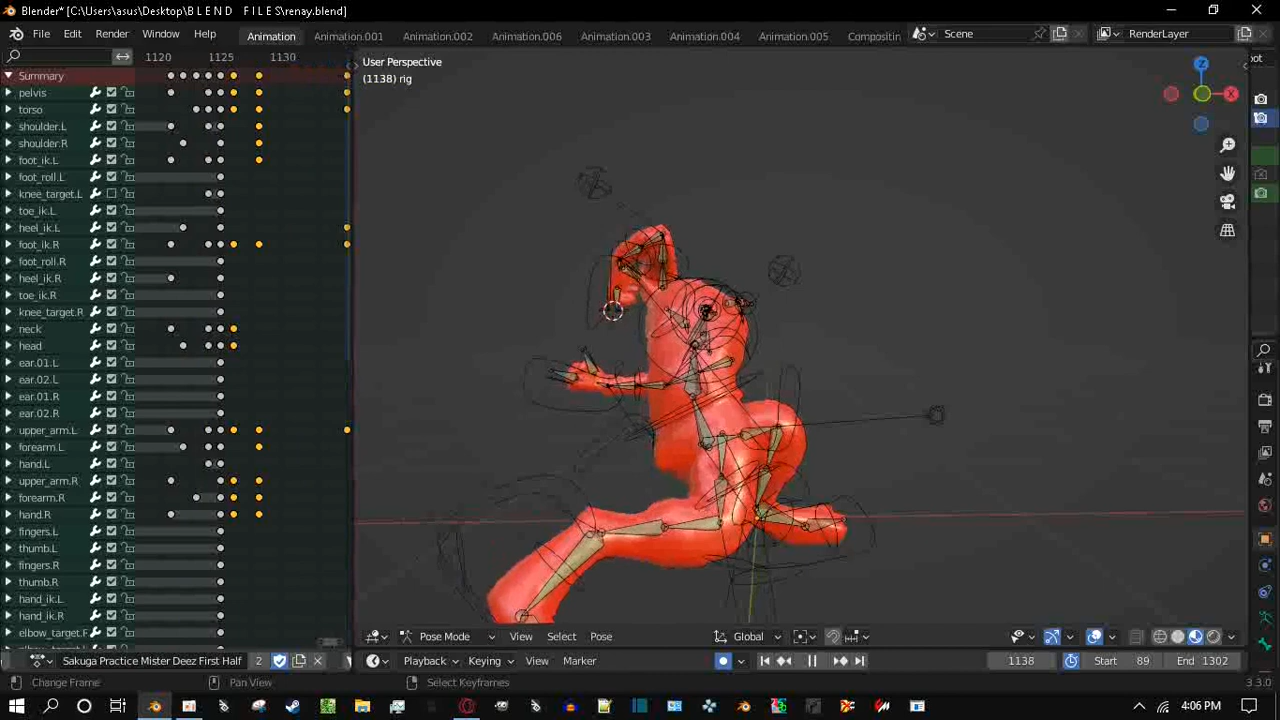 Blender* [C:\Users\asus\Desktop\B L E N D   F I L E S\renay.blend]
File Edit Render Window Help Animation Animation.001 Animation.002 Animation.006 Animation.003 Animation.004 Animation.005 Compositin Scene RenderLayer
1120 1125 1130
User Perspective
(1138) rig
Summary
pelvis
torso
shoulder.L
shoulder.R
foot_ik.L
foot_roll.L
knee_target.L
toe_ik.L
heel_ik.L
foot_ik.R
foot_roll.R
heel_ik.R
toe_ik.R
knee_target.R
neck
head
ear.01.L
ear.02.L
ear.01.R
ear.02.R
upper_arm.L
forearm.L
hand.L
upper_arm.R
forearm.R
hand.R
fingers.L
thumb.L
fingers.R
thumb.R
hand_ik.L
hand_ik.R
elbow_target.R
Z
X
oot
Pose Mode View Select Pose Global
Sakuga Practice Mister Deez First Half 2 Playback Keying View Marker 1138 Start 89 End 1302
Change Frame Pan View Select Keyframes 3.3.0
4:06 PM